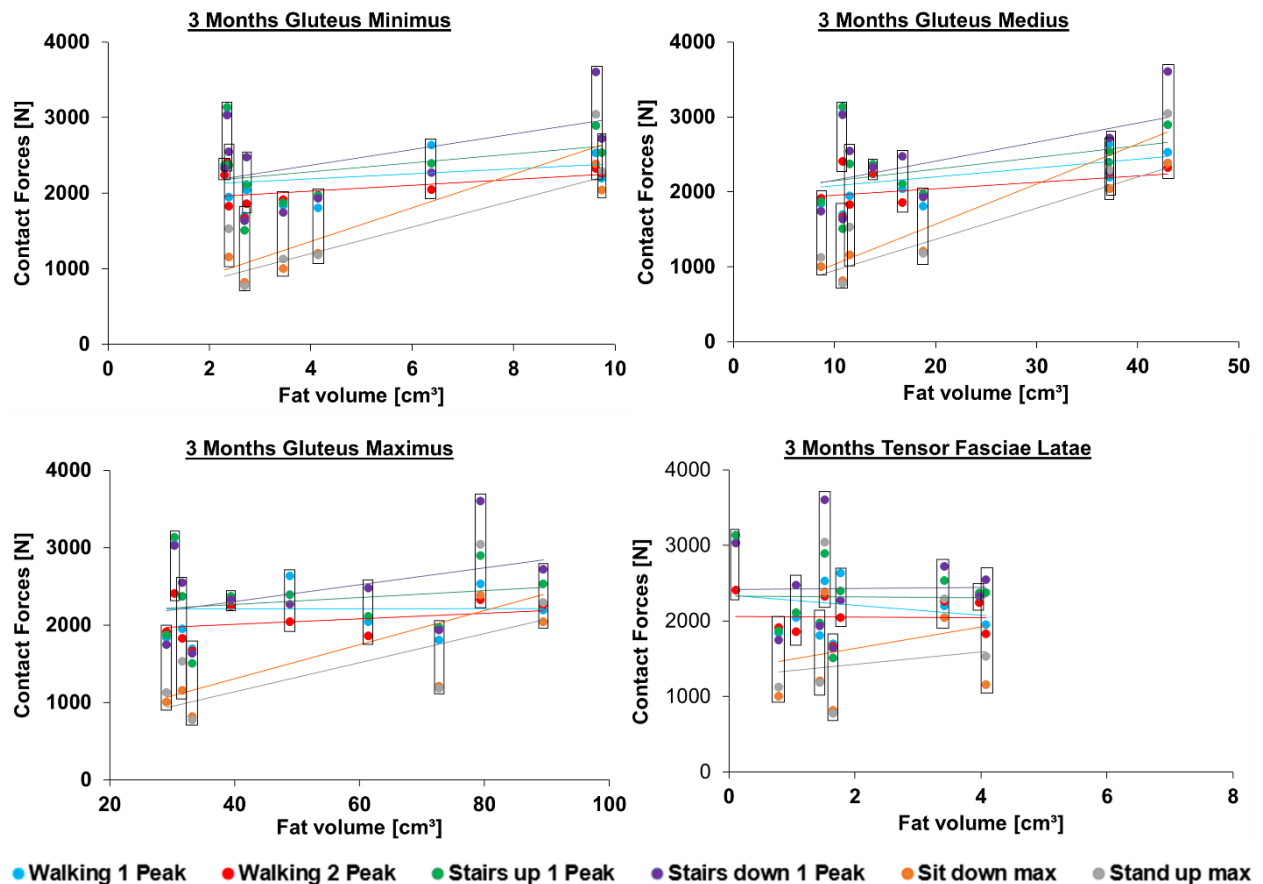 3 Months Gluteus Minimus
4000
3000
2000
1000
0
Contact Forces [N]
0 2 4 6 8 10
Fat volume [cm³]
3 Months Gluteus Medius
4000
3000
2000
1000
0
Contact Forces [N]
0 10 20 30 40 50
Fat volume [cm³]
3 Months Gluteus Maximus
4000
3000
2000
1000
0
Contact Forces [N]
20 40 60 80 100
Fat volume [cm³]
3 Months Tensor Fasciae Latae
4000
3000
2000
1000
0
Contact Forces [N]
0 2 4 6 8
Fat volume [cm³]
Walking 1 Peak Walking 2 Peak Stairs up 1 Peak Stairs down 1 Peak Sit down max Stand up max